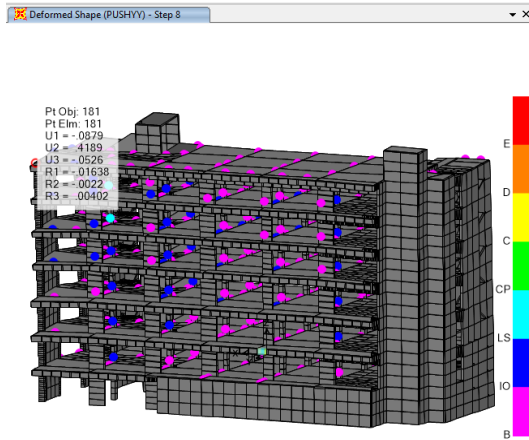 Deformed Shape (PUSHYY) - Step 8
Pt Obj: 181
Pt Elm: 181
U1 = -.0879
U2 = .4189
U3 = -.0526
R1 = -.01638
R2 = -.0022
R3 = .00402
E
D
C
CP
LS
IO
B